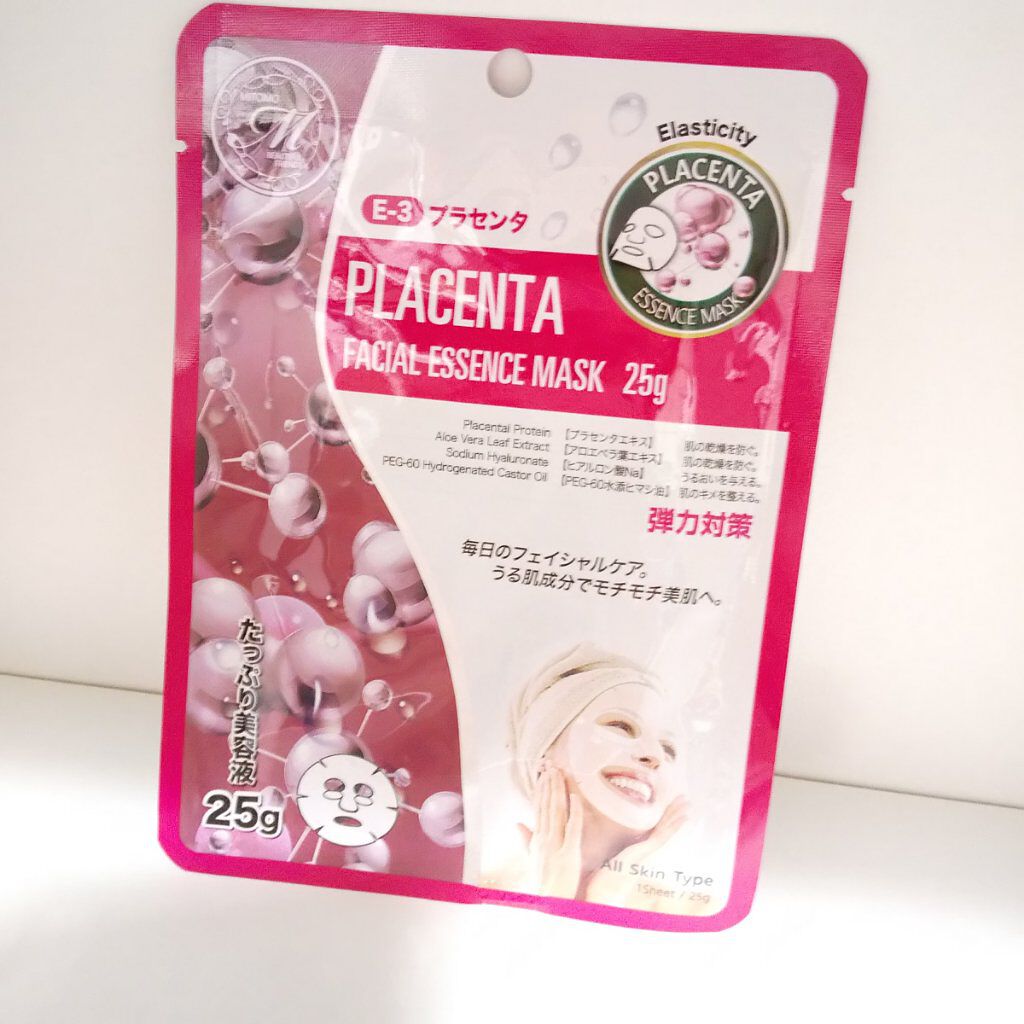 MITOMO
M
BEAUTY
FRIENDS
Elasticity
PLACENTA
ESSENCE MASK
E-3 プラセンタ
PLACENTA
FACIAL ESSENCE MASK 25g
Placental Protein 【プラセンタエキス】 肌の乾燥を防ぐ。
Aloe Vera Leaf Extract 【アロエベラ葉エキス】 肌の乾燥を防ぐ。
Sodium Hyaluronate 【ヒアルロン酸Na】 うるおいを与える。
PEG-60 Hydrogenated Castor Oil 【PEG-60水添ヒマシ油】 肌のキメを整える。
弾力対策
毎日のフェイシャルケア。
うる肌成分でモチモチ美肌へ。
たっぷり美容液
25g
All Skin Type
1Sheet / 25g